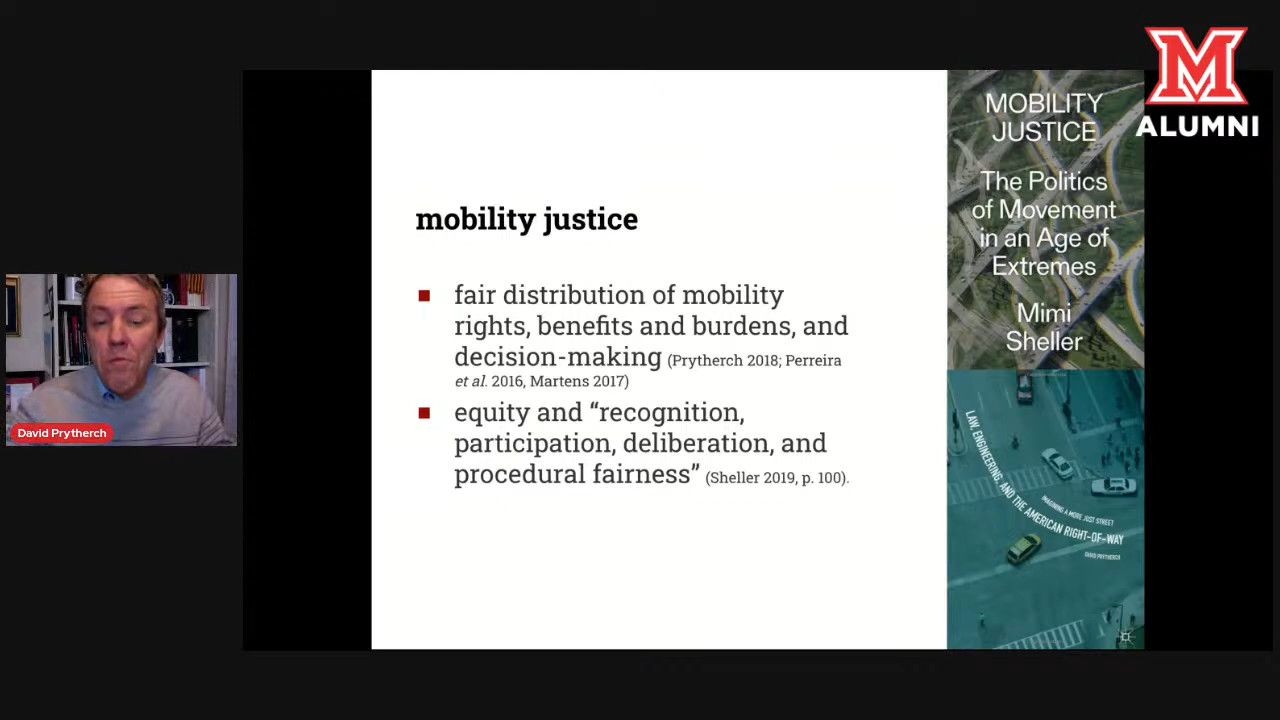 M
ALUMNI
mobility justice
fair distribution of mobility
rights, benefits and burdens, and
decision-making (Prytherch 2018; Perreira
et al. 2016, Martens 2017)
equity and “recognition,
participation, deliberation, and
procedural fairness” (Sheller 2019, p. 100).
MOBILITY
JUSTICE
The Politics
of Movement
in an Age of
Extremes
Mimi
Sheller
LAW, ENGINEERING, AND THE AMERICAN RIGHT-OF-WAY
IMAGINING A MORE JUST STREET
DAVID PRYTHERCH
David Prytherch